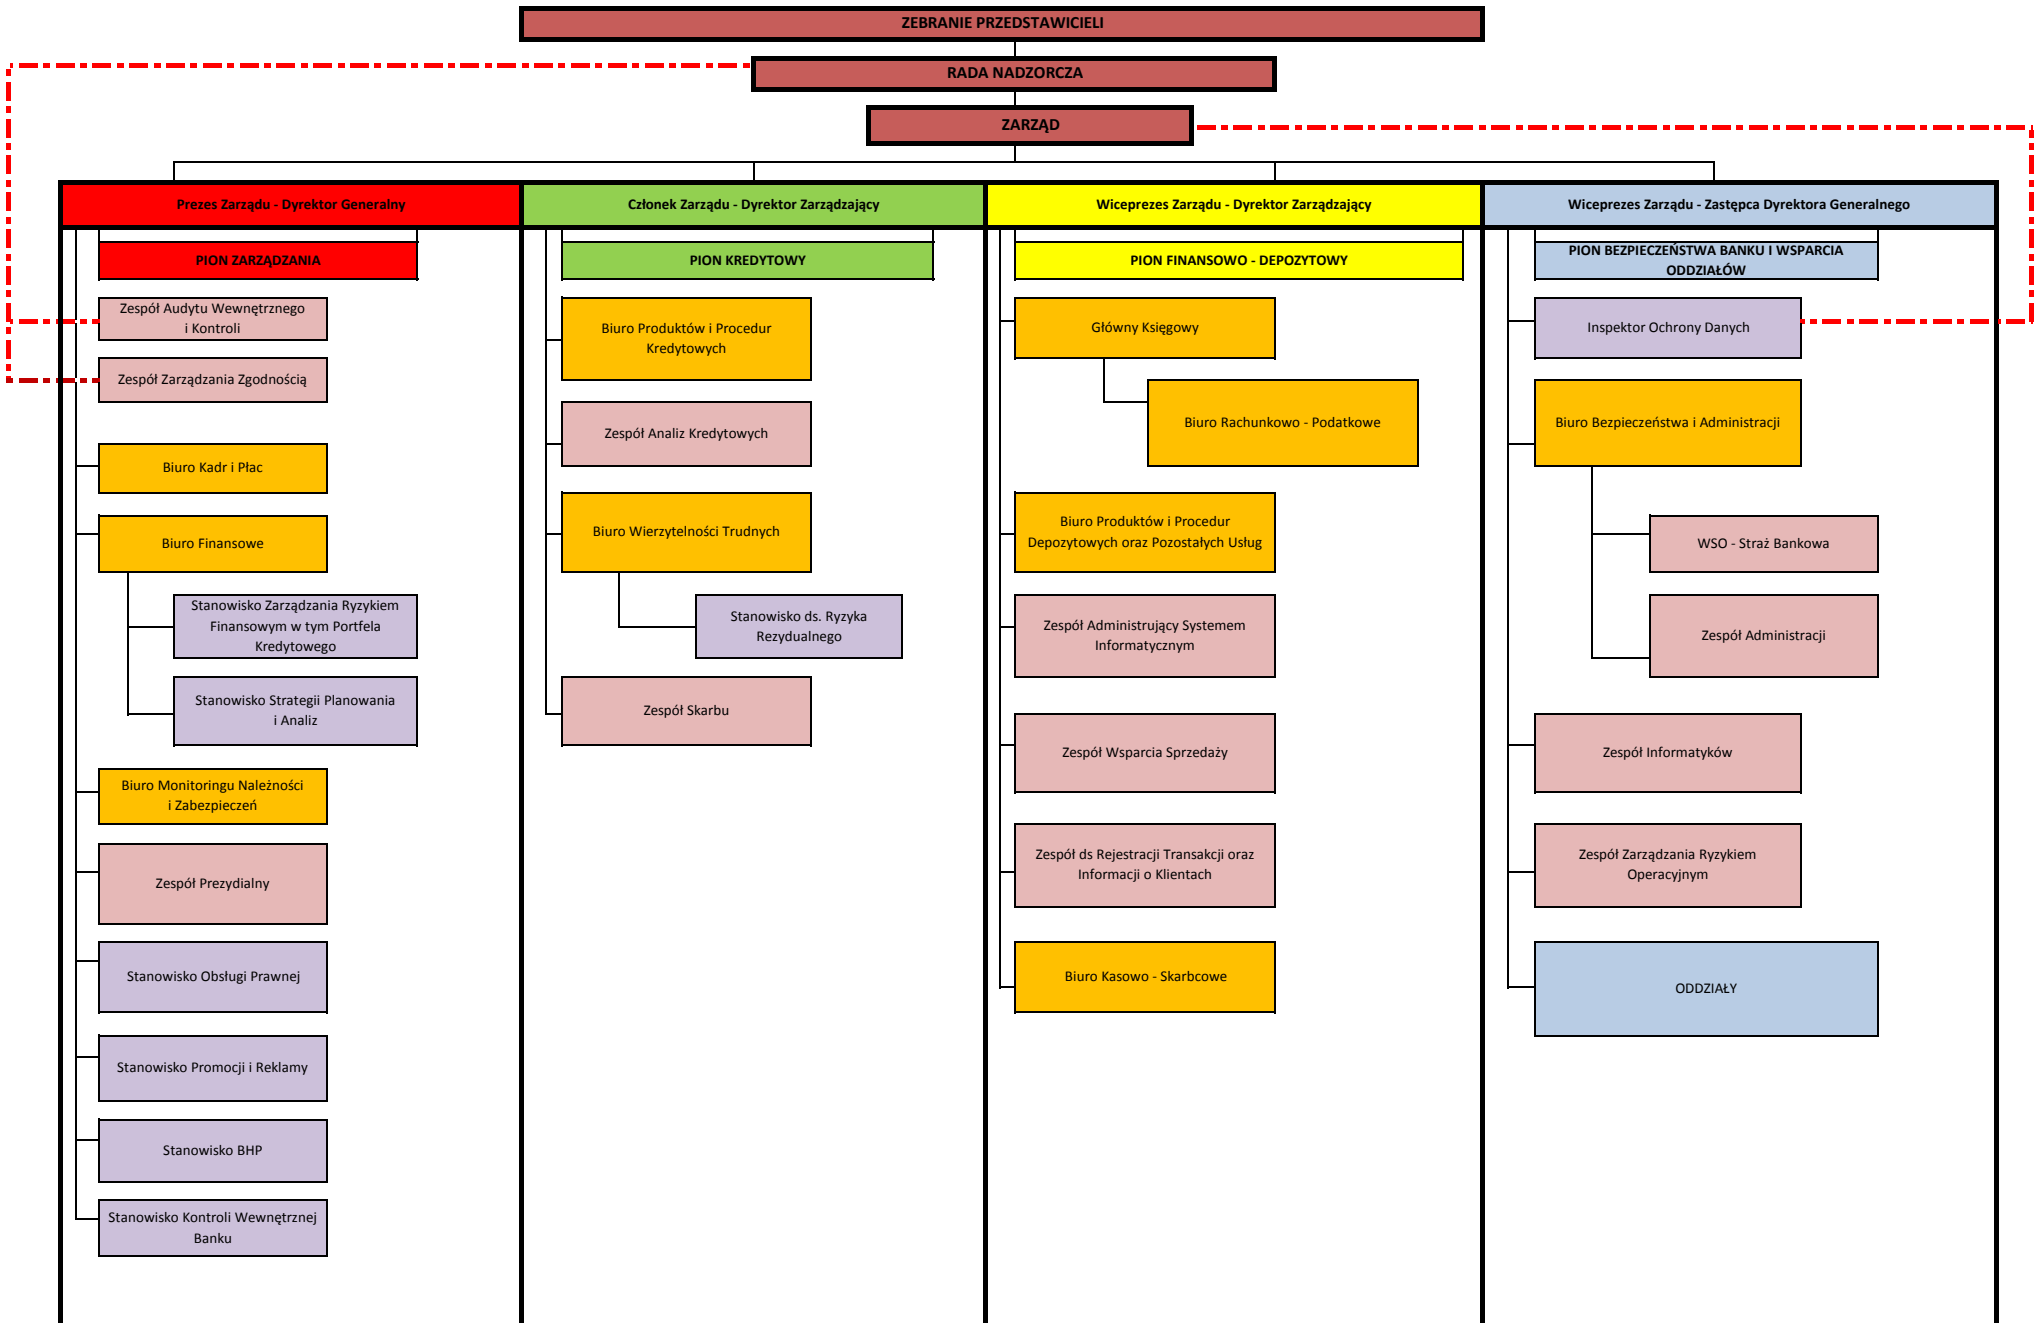 ZEBRANIE PRZEDSTAWICIELI
RADA NADZORCZA
ZARZĄD
Prezes Zarządu - Dyrektor Generalny
Członek Zarządu - Dyrektor Zarządzający
Wiceprezes Zarządu - Dyrektor Zarządzający
Wiceprezes Zarządu - Zastępca Dyrektora Generalnego
PION ZARZĄDZANIA
Zespół Audytu Wewnętrznego
i Kontroli
Zespół Zarządzania Zgodnością
Biuro Kadr i Płac
Biuro Finansowe
Stanowisko Zarządzania Ryzykiem
Finansowym w tym Portfela
Kredytowego
Stanowisko Strategii Planowania
i Analiz
Biuro Monitoringu Należności
i Zabezpieczeń
Zespół Prezydialny
Stanowisko Obsługi Prawnej
Stanowisko Promocji i Reklamy
Stanowisko BHP
Stanowisko Kontroli Wewnętrznej
Banku
PION KREDYTOWY
Biuro Produktów i Procedur
Kredytowych
Zespół Analiz Kredytowych
Biuro Wierzytelności Trudnych
Stanowisko ds. Ryzyka
Rezydualnego
Zespół Skarbu
PION FINANSOWO - DEPOZYTOWY
Główny Księgowy
Biuro Rachunkowo - Podatkowe
Biuro Produktów i Procedur
Depozytowych oraz Pozostałych Usług
Zespół Administrujący Systemem
Informatycznym
Zespół Wsparcia Sprzedaży
Zespół ds Rejestracji Transakcji oraz
Informacji o Klientach
Biuro Kasowo - Skarbcowe
PION BEZPIECZEŃSTWA BANKU I WSPARCIA
ODDZIAŁÓW
Inspektor Ochrony Danych
Biuro Bezpieczeństwa i Administracji
WSO - Straż Bankowa
Zespół Administracji
Zespół Informatyków
Zespół Zarządzania Ryzykiem
Operacyjnym
ODDZIAŁY